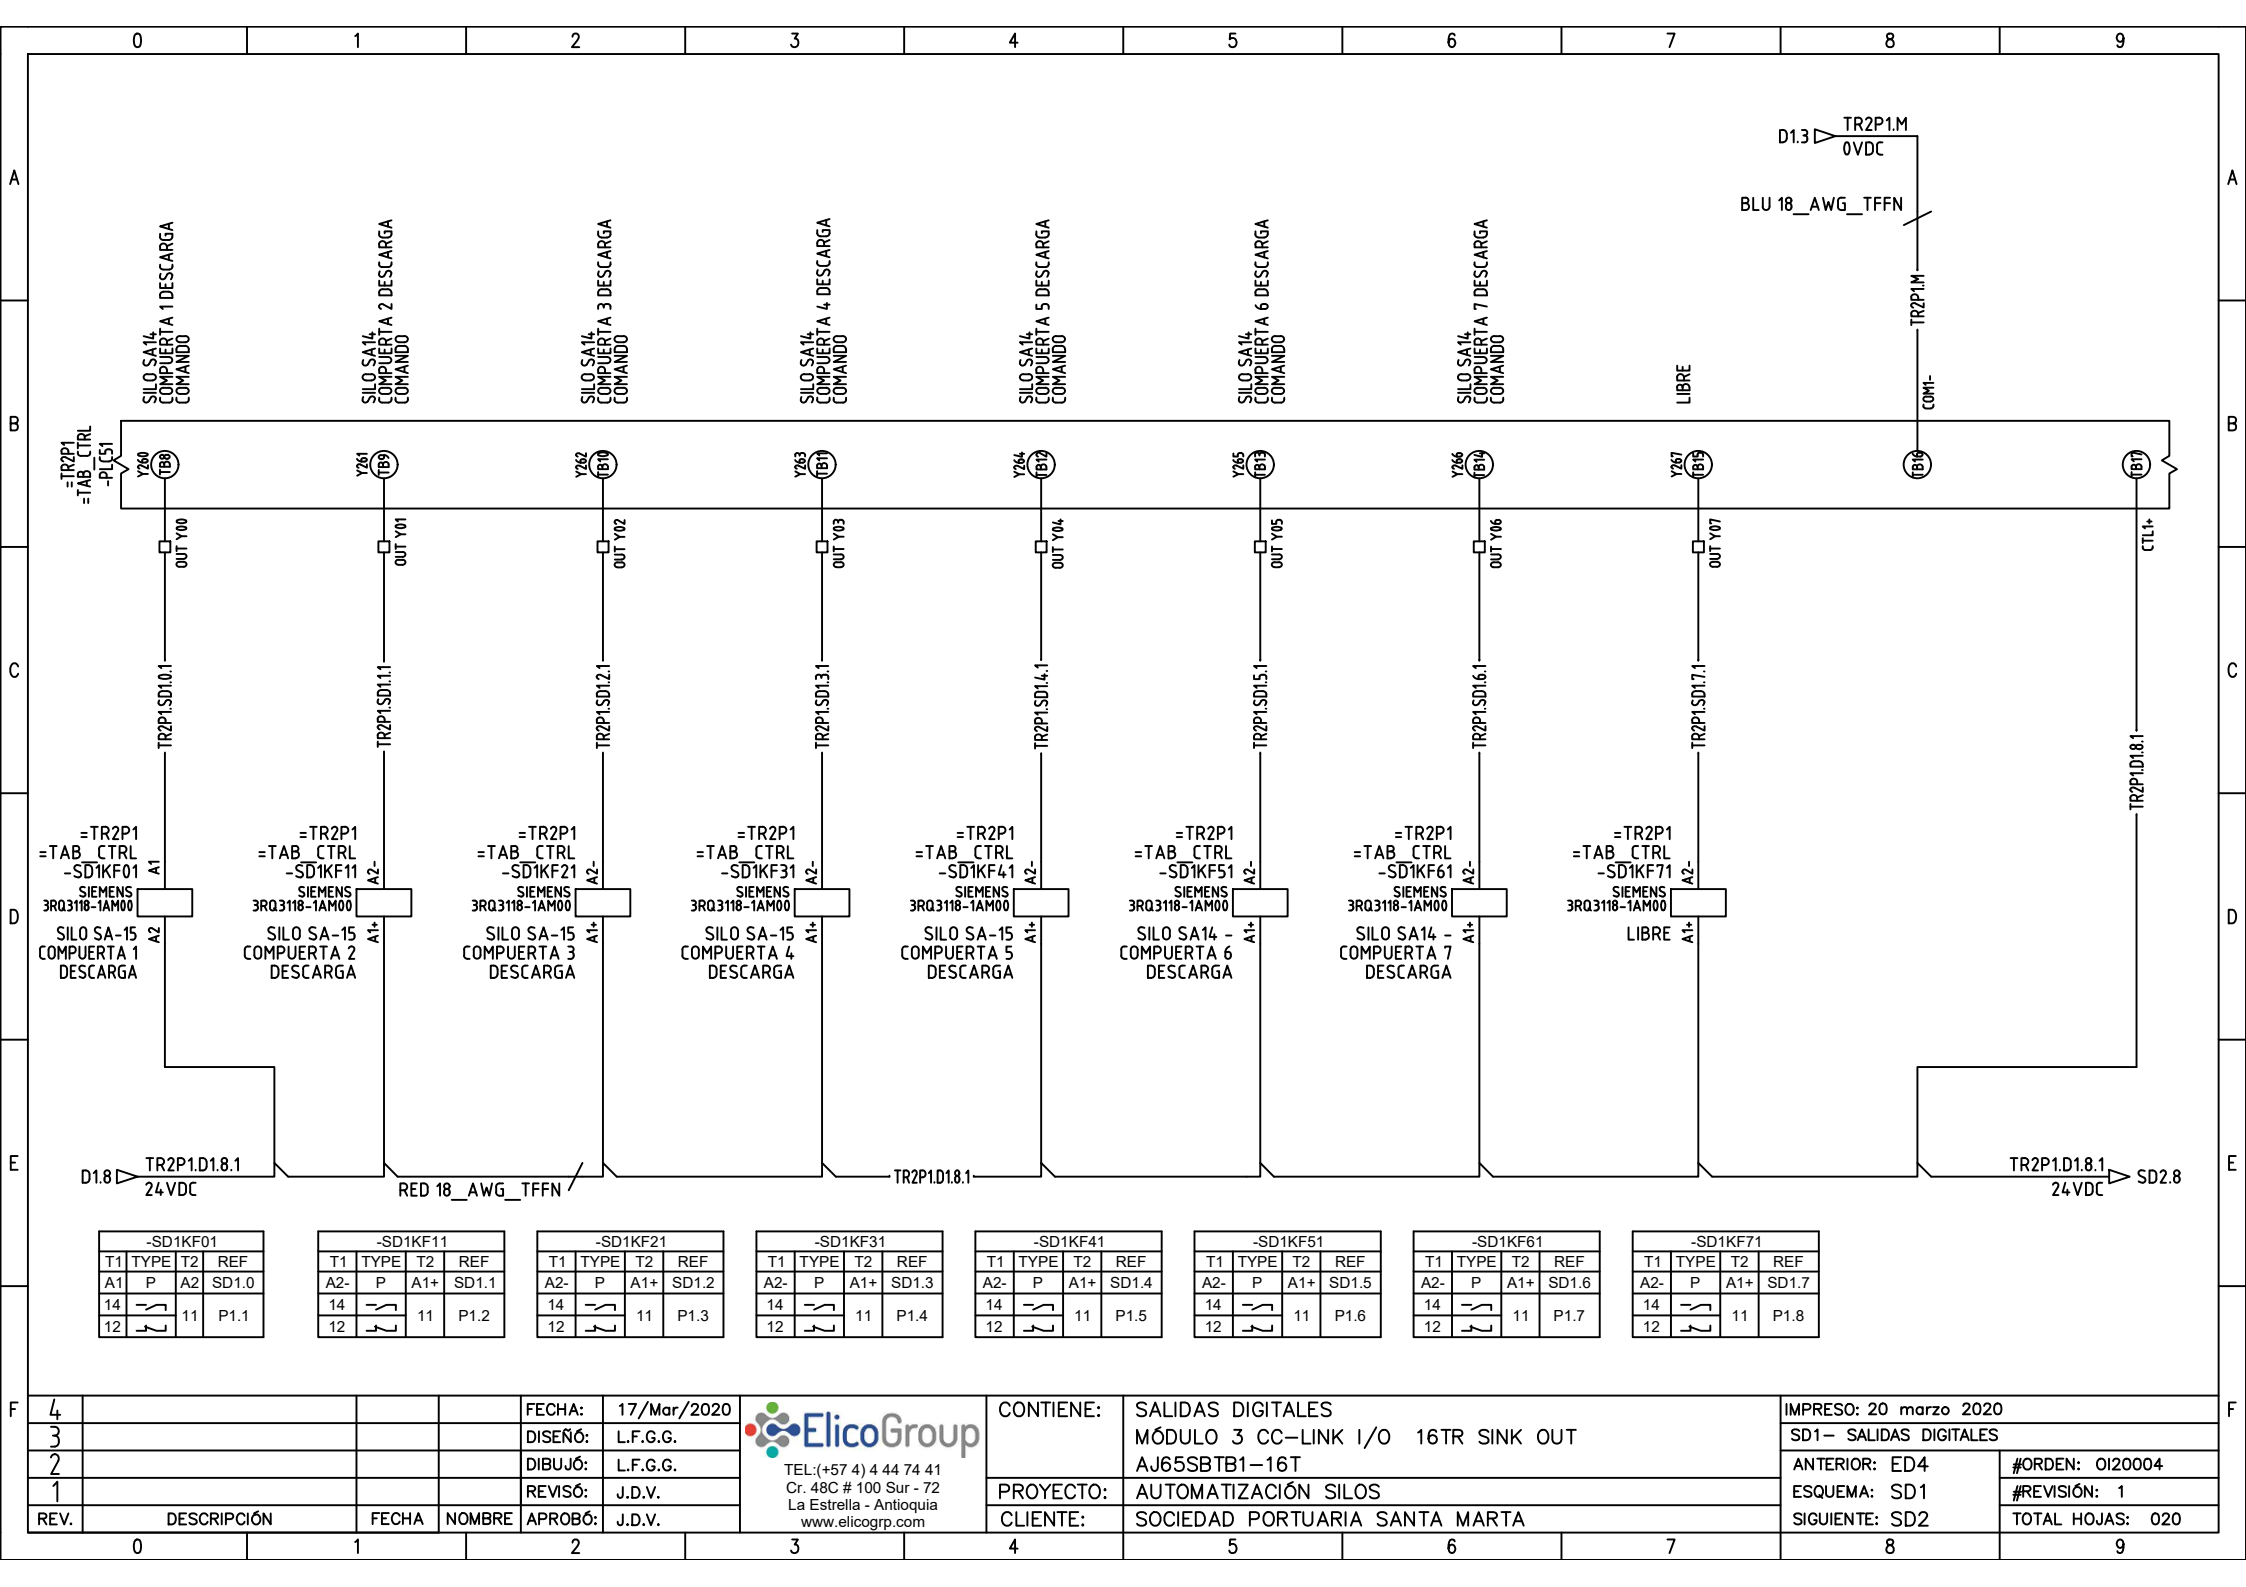 0 1 2 3 4 5 6 7 8 9
A A
B B
C C
D D
E E
F F
D1.3 TR2P1.M
0VDC
BLU 18_AWG_TFFN
TR2P1.M
COM1-
SILO SA14
COMPUERTA 1 DESCARGA
COMANDO
SILO SA14
COMPUERTA 2 DESCARGA
COMANDO
SILO SA14
COMPUERTA 3 DESCARGA
COMANDO
SILO SA14
COMPUERTA 4 DESCARGA
COMANDO
SILO SA14
COMPUERTA 5 DESCARGA
COMANDO
SILO SA14
COMPUERTA 6 DESCARGA
COMANDO
SILO SA14
COMPUERTA 7 DESCARGA
COMANDO
LIBRE
=TR2P1
=TAB_CTRL
-PLC51
Y260 TB8
Y261 TB9
Y262 TB10
Y263 TB11
Y264 TB12
Y265 TB13
Y266 TB14
Y267 TB15
TB16
TB17
OUT Y00
OUT Y01
OUT Y02
OUT Y03
OUT Y04
OUT Y05
OUT Y06
OUT Y07
CTL1+
TR2P1.SD1.0.1
TR2P1.SD1.1.1
TR2P1.SD1.2.1
TR2P1.SD1.3.1
TR2P1.SD1.4.1
TR2P1.SD1.5.1
TR2P1.SD1.6.1
TR2P1.SD1.7.1
TR2P1.D1.8.1
=TR2P1
=TAB_CTRL
-SD1KF01
A1
SIEMENS
3RQ3118-1AM00
A2
SILO SA-15
COMPUERTA 1
DESCARGA
=TR2P1
=TAB_CTRL
-SD1KF11
A2-
SIEMENS
3RQ3118-1AM00
A1+
SILO SA-15
COMPUERTA 2
DESCARGA
=TR2P1
=TAB_CTRL
-SD1KF21
A2-
SIEMENS
3RQ3118-1AM00
A1+
SILO SA-15
COMPUERTA 3
DESCARGA
=TR2P1
=TAB_CTRL
-SD1KF31
A2-
SIEMENS
3RQ3118-1AM00
A1+
SILO SA-15
COMPUERTA 4
DESCARGA
=TR2P1
=TAB_CTRL
-SD1KF41
A2-
SIEMENS
3RQ3118-1AM00
A1+
SILO SA-15
COMPUERTA 5
DESCARGA
=TR2P1
=TAB_CTRL
-SD1KF51
A2-
SIEMENS
3RQ3118-1AM00
A1+
SILO SA14 -
COMPUERTA 6
DESCARGA
=TR2P1
=TAB_CTRL
-SD1KF61
A2-
SIEMENS
3RQ3118-1AM00
A1+
SILO SA14 -
COMPUERTA 7
DESCARGA
=TR2P1
=TAB_CTRL
-SD1KF71
A2-
SIEMENS
3RQ3118-1AM00
A1+
LIBRE
D1.8 TR2P1.D1.8.1
24VDC
RED 18_AWG_TFFN
TR2P1.D1.8.1
TR2P1.D1.8.1 SD2.8
24VDC
-SD1KF01
T1 TYPE T2 REF
A1 P A2 SD1.0
14
12 11 P1.1
-SD1KF11
T1 TYPE T2 REF
A2- P A1+ SD1.1
14
12 11 P1.2
-SD1KF21
T1 TYPE T2 REF
A2- P A1+ SD1.2
14
12 11 P1.3
-SD1KF31
T1 TYPE T2 REF
A2- P A1+ SD1.3
14
12 11 P1.4
-SD1KF41
T1 TYPE T2 REF
A2- P A1+ SD1.4
14
12 11 P1.5
-SD1KF51
T1 TYPE T2 REF
A2- P A1+ SD1.5
14
12 11 P1.6
-SD1KF61
T1 TYPE T2 REF
A2- P A1+ SD1.6
14
12 11 P1.7
-SD1KF71
T1 TYPE T2 REF
A2- P A1+ SD1.7
14
12 11 P1.8
4
3
2
1
REV. DESCRIPCIÓN FECHA NOMBRE
FECHA: 17/Mar/2020
DISEÑÓ: L.F.G.G.
DIBUJÓ: L.F.G.G.
REVISÓ: J.D.V.
APROBÓ: J.D.V.
ElicoGroup
TEL:(+57 4) 4 44 74 41
Cr. 48C # 100 Sur - 72
La Estrella - Antioquia
www.elicogrp.com
CONTIENE: SALIDAS DIGITALES
MÓDULO 3 CC-LINK I/O 16TR SINK OUT
AJ65SBTB1-16T
PROYECTO: AUTOMATIZACIÓN SILOS
CLIENTE: SOCIEDAD PORTUARIA SANTA MARTA
IMPRESO: 20 marzo 2020
SD1- SALIDAS DIGITALES
ANTERIOR: ED4 #ORDEN: OI20004
ESQUEMA: SD1 #REVISIÓN: 1
SIGUIENTE: SD2 TOTAL HOJAS: 020
0 1 2 3 4 5 6 7 8 9